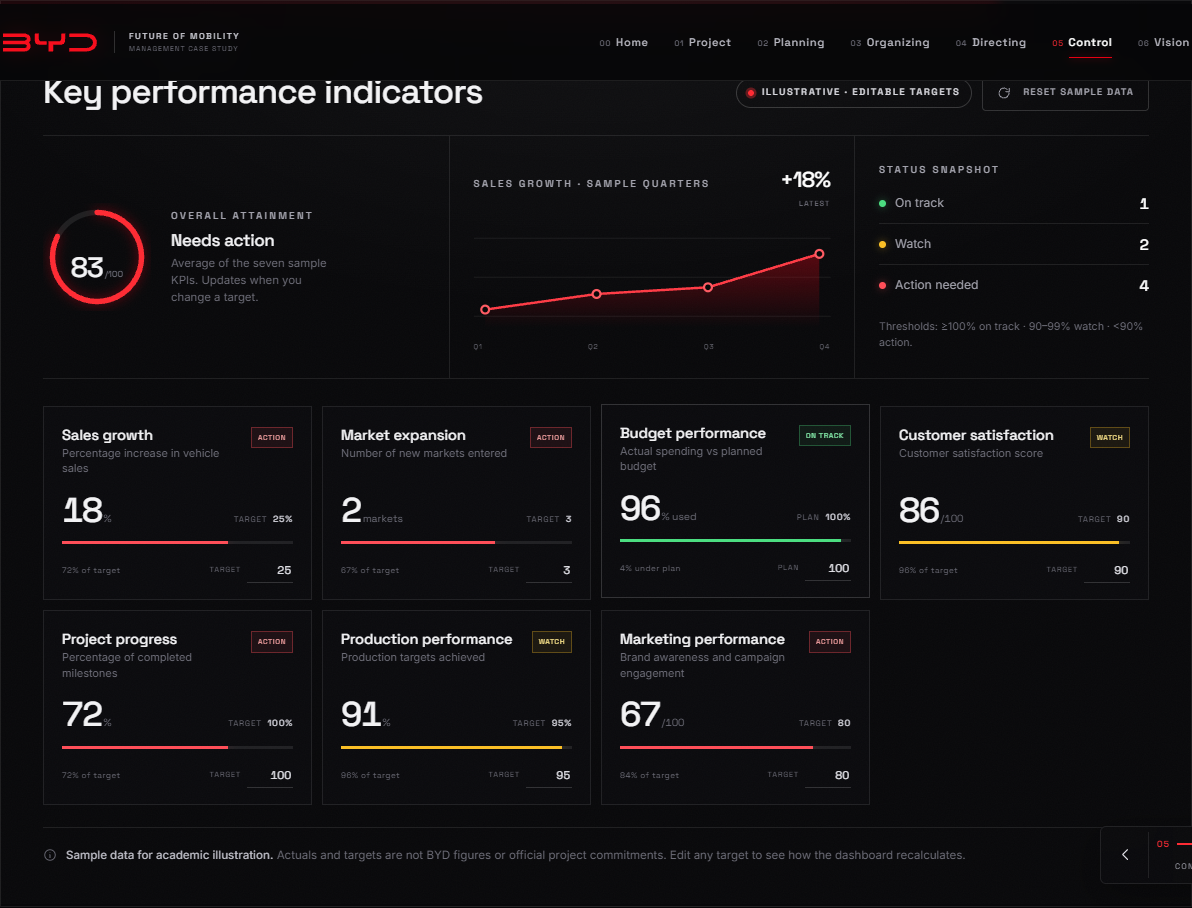 BYD
FUTURE OF MOBILITY
MANAGEMENT CASE STUDY
00 Home
01 Project
02 Planning
03 Organizing
04 Directing
05 Control
06 Vision
Key performance indicators
ILLUSTRATIVE · EDITABLE TARGETS
RESET SAMPLE DATA
83/100
OVERALL ATTAINMENT
Needs action
Average of the seven sample
KPIs. Updates when you
change a target.
SALES GROWTH · SAMPLE QUARTERS
+18%
LATEST
Q1
Q2
Q3
Q4
STATUS SNAPSHOT
On track 1
Watch 2
Action needed 4
Thresholds: ≥100% on track · 90–99% watch · <90%
action.
Sales growth
ACTION
Percentage increase in vehicle
sales
18%
TARGET 25%
72% of target
TARGET 25
Market expansion
ACTION
Number of new markets entered
2 markets
TARGET 3
67% of target
TARGET 3
Budget performance
ON TRACK
Actual spending vs planned
budget
96% used
PLAN 100%
4% under plan
PLAN 100
Customer satisfaction
WATCH
Customer satisfaction score
86/100
TARGET 90
96% of target
TARGET 90
Project progress
ACTION
Percentage of completed
milestones
72%
TARGET 100%
72% of target
TARGET 100
Production performance
WATCH
Production targets achieved
91%
TARGET 95%
96% of target
TARGET 95
Marketing performance
ACTION
Brand awareness and campaign
engagement
67/100
TARGET 80
84% of target
TARGET 80
Sample data for academic illustration. Actuals and targets are not BYD figures or official project commitments. Edit any target to see how the dashboard recalculates.
05